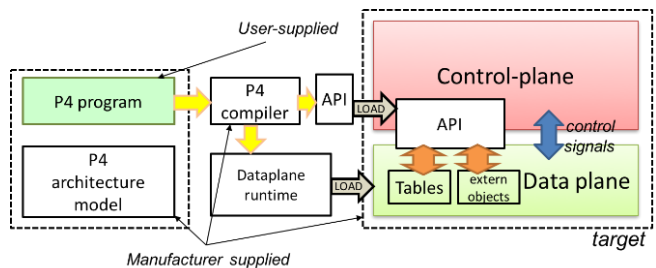 User-supplied
P4 program
P4
compiler
API
LOAD
Control-plane
API
control
signals
P4
architecture
model
Dataplane
runtime
LOAD
Tables
extern
objects
Data plane
Manufacturer supplied
target